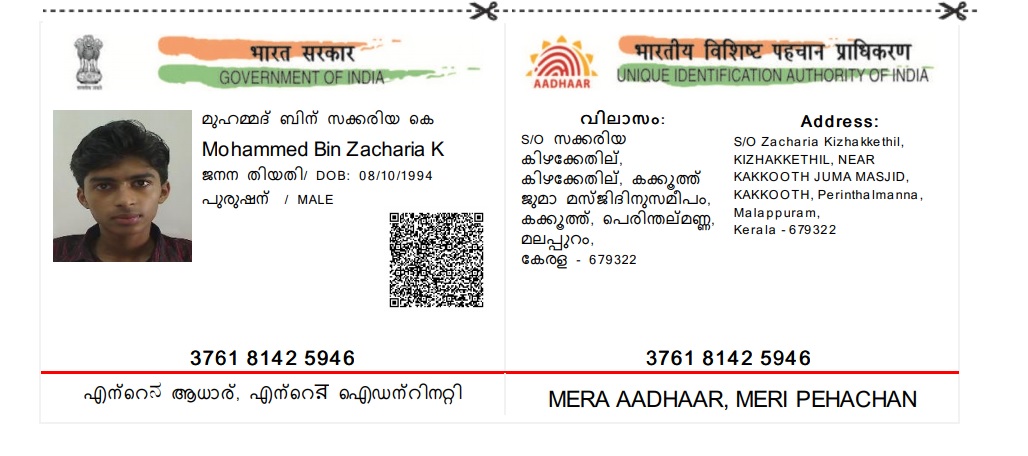 भारत सरकार
GOVERNMENT OF INDIA
മുഹമ്മദ് ബിന് സക്കരിയ കെ
Mohammed Bin Zacharia K
ജനന തിയതി/ DOB: 08/10/1994
പുരുഷന് / MALE
3761 8142 5946
ആധാര്,
AADHAAR
भारतीय विशिष्ट पहचान प्राधिकरण
UNIQUE IDENTIFICATION AUTHORITY OF INDIA
വിലാസം:
S/O സക്കരിയ
കിഴക്കേതില്,
കിഴക്കേതില്, കക്കൂത്ത്
ജുമാ മസ്ജിദിനുസമീപം,
കക്കൂത്ത്, പെരിന്തല്മണ്ണ,
മലപ്പുറം,
കേരള - 679322
Address:
S/O Zacharia Kizhakkethil,
KIZHAKKETHIL, NEAR
KAKKOOTH JUMA MASJID,
KAKKOOTH, Perinthalmanna,
Malappuram,
Kerala - 679322
3761 8142 5946
MERA AADHAAR, MERI PEHACHAN